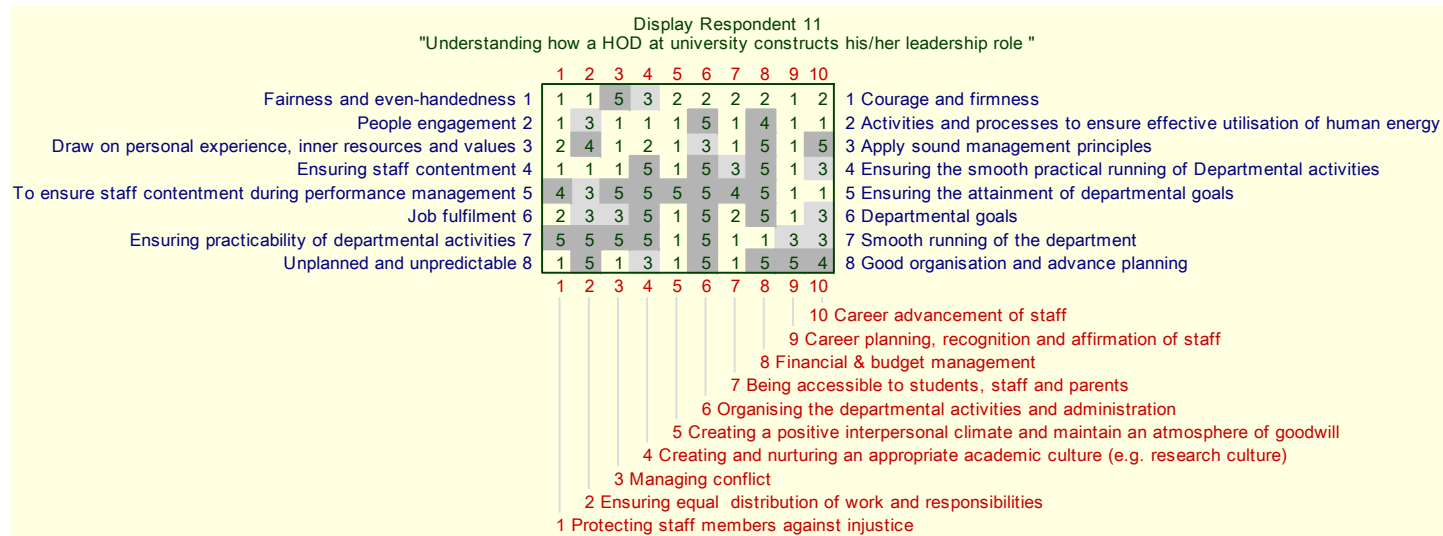 Display Respondent 11
"Understanding how a HOD at university constructs his/her leadership role "
1 2 3 4 5 6 7 8 9 10
Fairness and even-handedness 1 1 1 5 3 2 2 2 2 1 2 1 Courage and firmness
People engagement 2 1 3 1 1 1 5 1 4 1 1 2 Activities and processes to ensure effective utilisation of human energy
Draw on personal experience, inner resources and values 3 2 4 1 2 1 3 1 5 1 5 3 Apply sound management principles
Ensuring staff contentment 4 1 1 1 5 1 5 3 5 1 3 4 Ensuring the smooth practical running of Departmental activities
To ensure staff contentment during performance management 5 4 3 5 5 5 5 4 5 1 1 5 Ensuring the attainment of departmental goals
Job fulfilment 6 2 3 3 5 1 5 2 5 1 3 6 Departmental goals
Ensuring practicability of departmental activities 7 5 5 5 5 1 5 1 1 3 3 7 Smooth running of the department
Unplanned and unpredictable 8 1 5 1 3 1 5 1 5 5 4 8 Good organisation and advance planning
1 2 3 4 5 6 7 8 9 10
10 Career advancement of staff
9 Career planning, recognition and affirmation of staff
8 Financial & budget management
7 Being accessible to students, staff and parents
6 Organising the departmental activities and administration
5 Creating a positive interpersonal climate and maintain an atmosphere of goodwill
4 Creating and nurturing an appropriate academic culture (e.g. research culture)
3 Managing conflict
2 Ensuring equal distribution of work and responsibilities
1 Protecting staff members against injustice